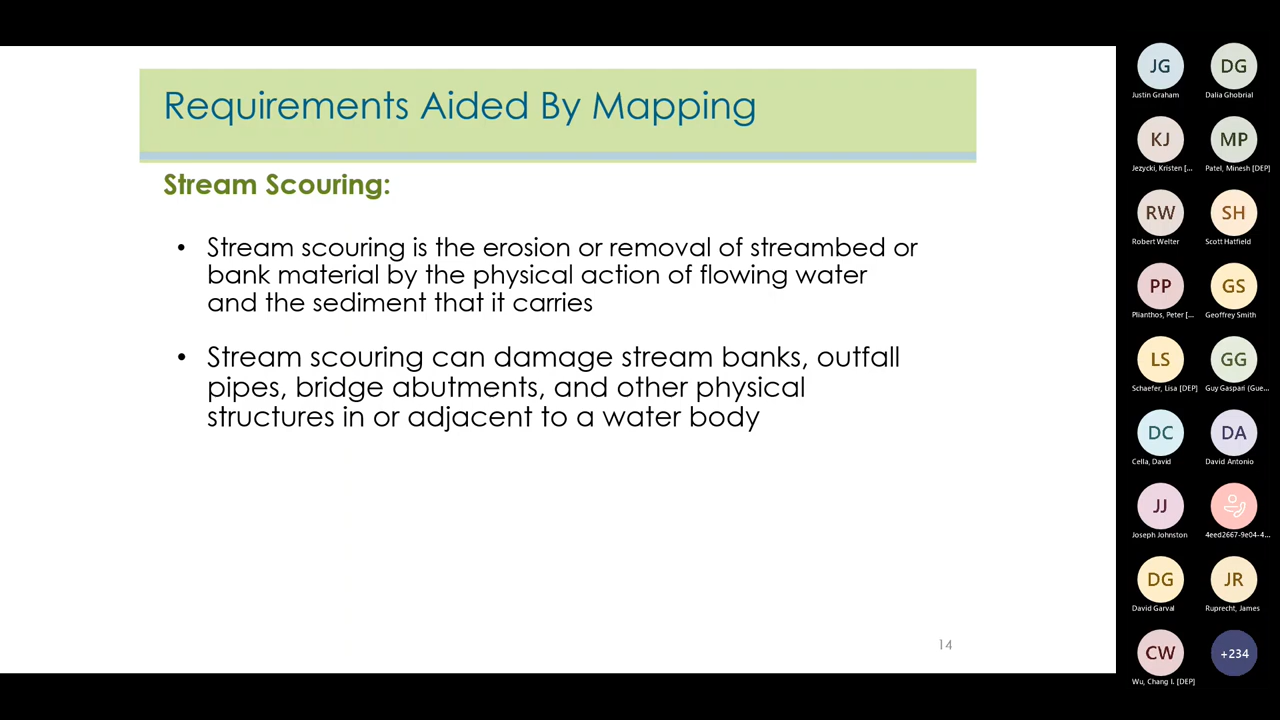 Requirements Aided By Mapping
Stream Scouring:
• Stream scouring is the erosion or removal of streambed or
bank material by the physical action of flowing water
and the sediment that it carries
• Stream scouring can damage stream banks, outfall
pipes, bridge abutments, and other physical
structures in or adjacent to a water body
14
JG
Justin Graham
DG
Dalia Ghobrial
KJ
Jezycki, Kristen [...
MP
Patel, Minesh [DEP]
RW
Robert Welter
SH
Scott Hatfield
PP
Plianthos, Peter [...
GS
Geoffrey Smith
LS
Schaefer, Lisa [DEP]
GG
Guy Gaspari (Gue...
DC
Cella, David
DA
David Antonio
JJ
Joseph Johnston
4eed2667-9e04-4...
DG
David Garval
JR
Ruprecht, James
CW
Wu, Chang I. [DEP]
+234